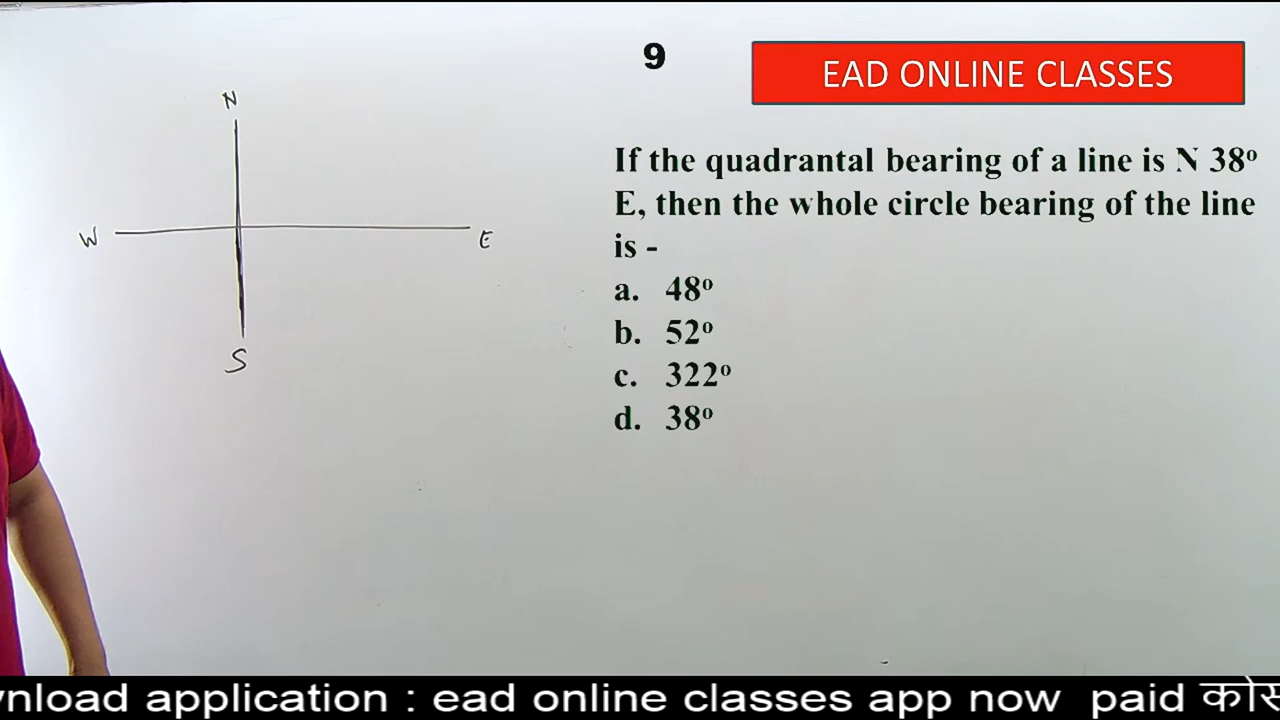 9
EAD ONLINE CLASSES
N
W
E
S
If the quadrantal bearing of a line is N 38º
E, then the whole circle bearing of the line
is -
a. 48º
b. 52º
c. 322º
d. 38º
application : ead online classes app now paid